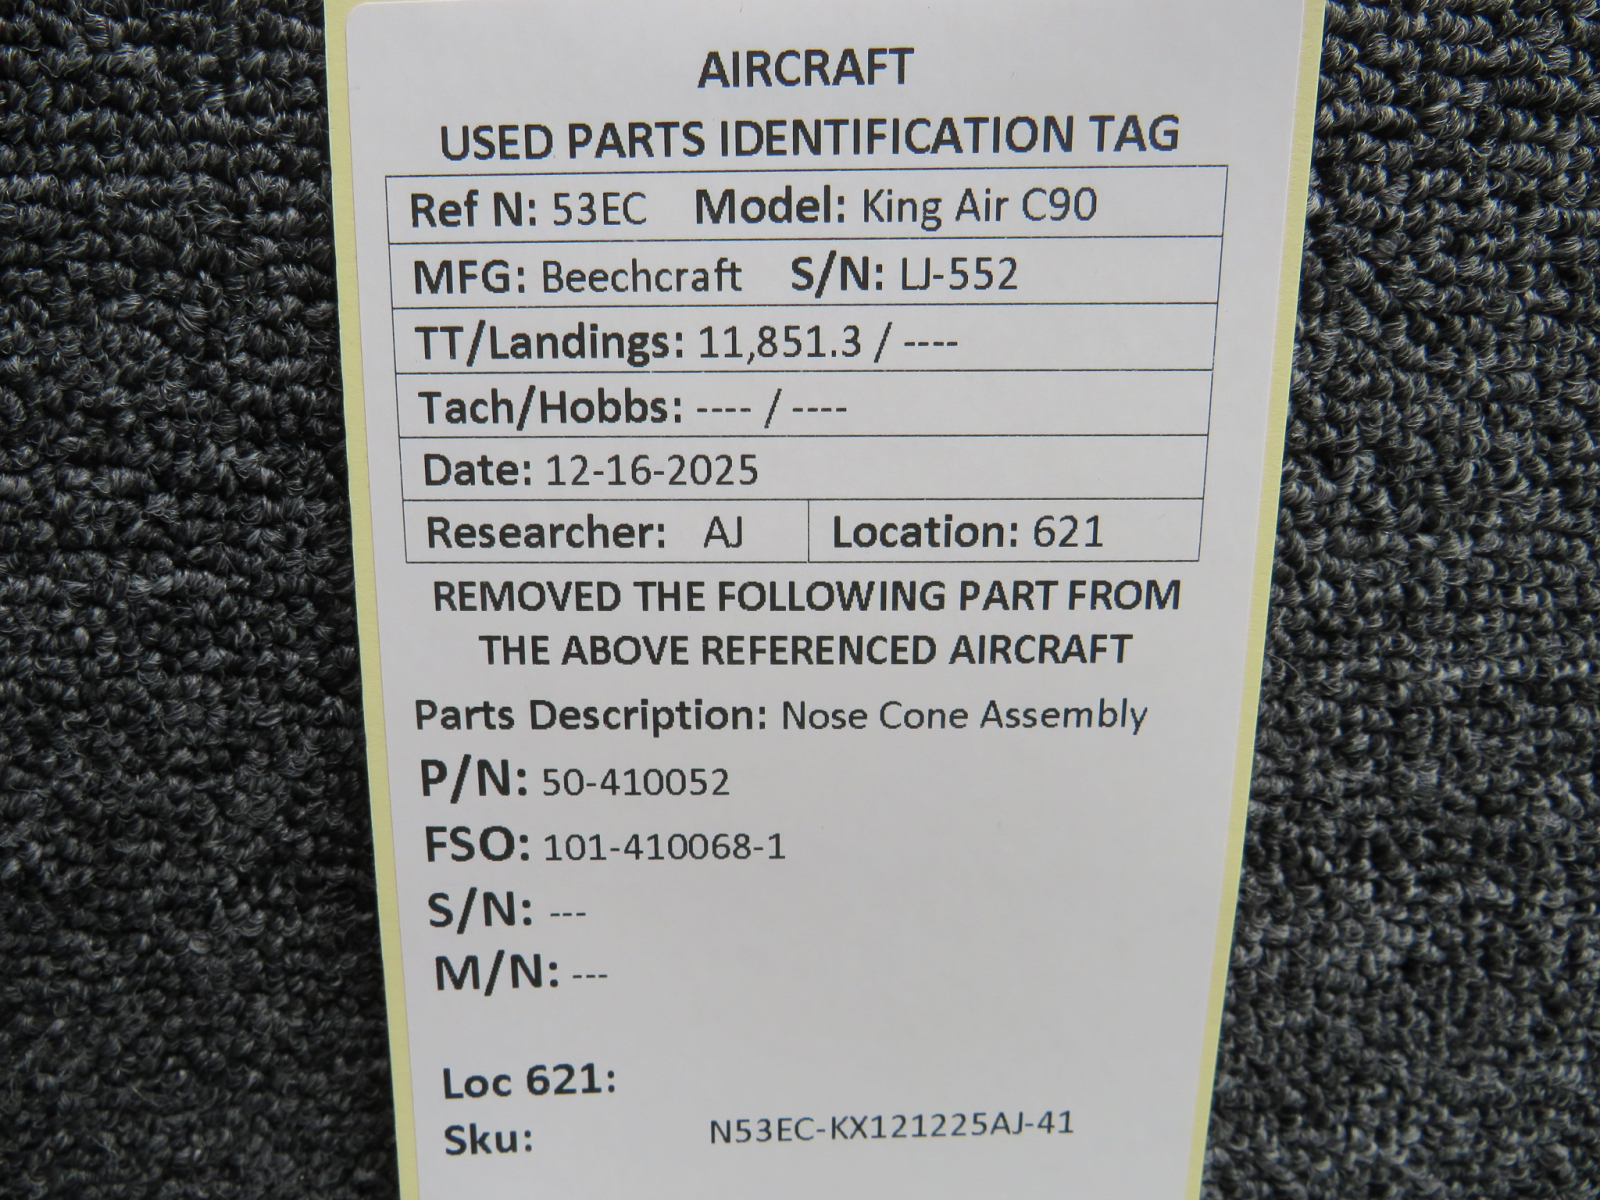 AIRCRAFT
USED PARTS IDENTIFICATION TAG
Ref N: 53EC Model: King Air C90
MFG: Beechcraft S/N: LJ-552
TT/Landings: 11,851.3 / ----
Tach/Hobbs: ---- / ----
Date: 12-16-2025
Researcher: AJ Location: 621
REMOVED THE FOLLOWING PART FROM
THE ABOVE REFERENCED AIRCRAFT
Parts Description: Nose Cone Assembly
P/N: 50-410052
FSO: 101-410068-1
S/N: ---
M/N: ---
Loc 621:
Sku: N53EC-KX121225AJ-41